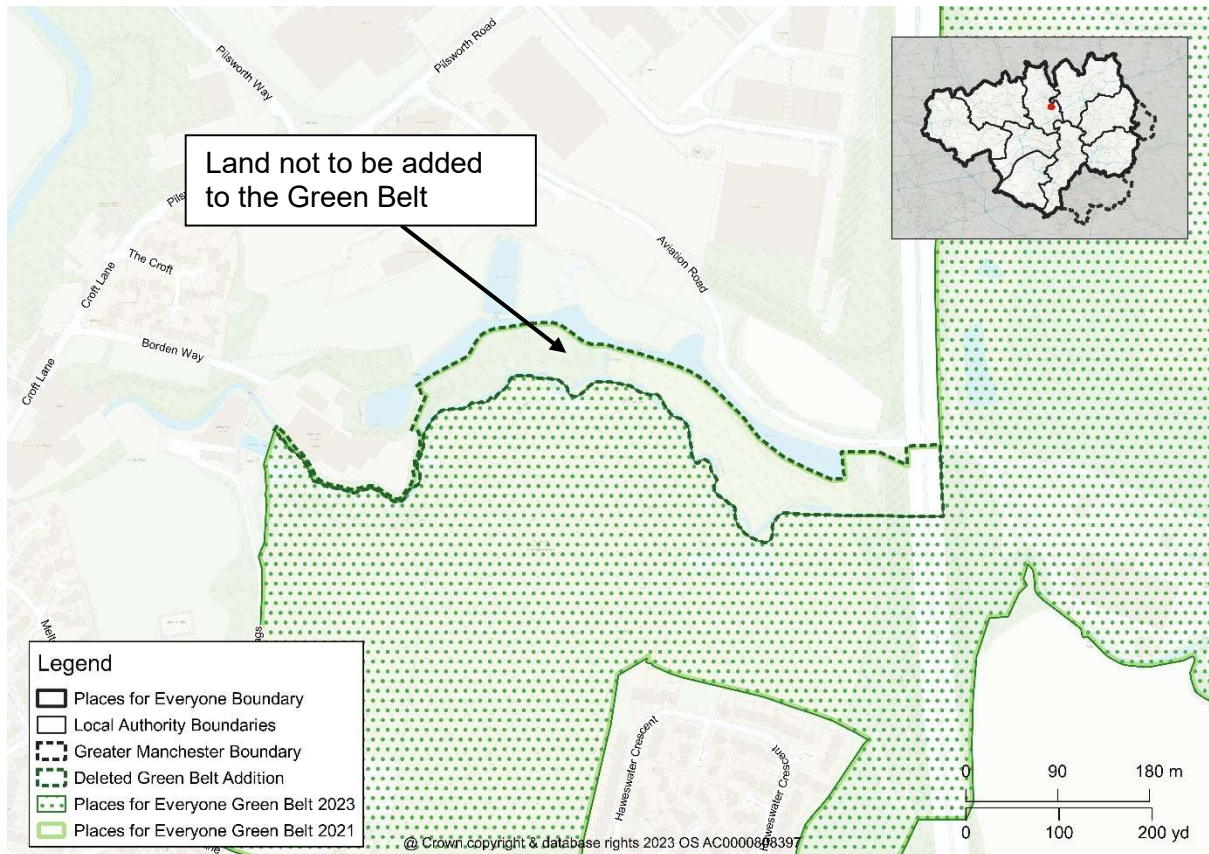 Pilsworth Way
Pilsworth Road
Land not to be added
to the Green Belt
The Croft
Croft Lane
Aviation Road
Borden Way
Croft Lane
Haweswater Crescent
Haweswater Crescent
Legend
Places for Everyone Boundary
Local Authority Boundaries
Greater Manchester Boundary
Deleted Green Belt Addition
Places for Everyone Green Belt 2023
Places for Everyone Green Belt 2021
0 90 180 m
0 100 200 yd
@ Crown copyright & database rights 2023 OS AC0000808397